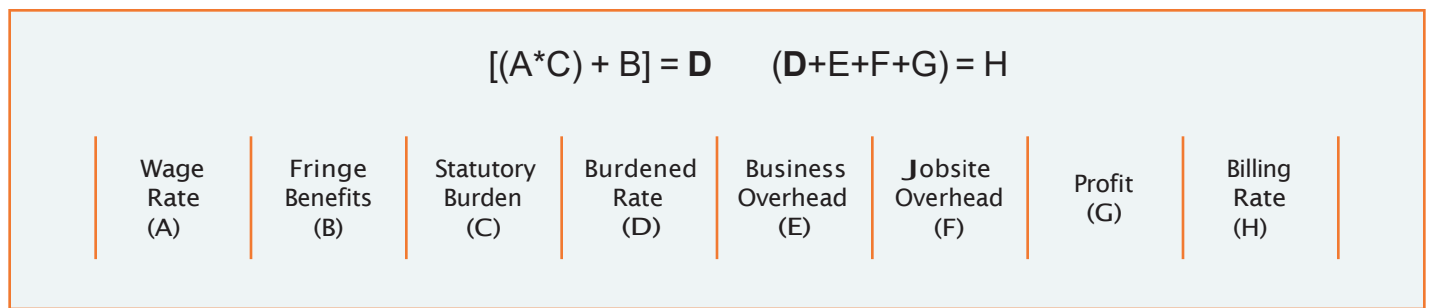 [(A*C) + B] = D (D+E+F+G) = H
Wage
Rate
(A)
Fringe
Benefits
(B)
Statutory
Burden
(C)
Burdened
Rate
(D)
Business
Overhead
(E)
Jobsite
Overhead
(F)
Profit
(G)
Billing
Rate
(H)